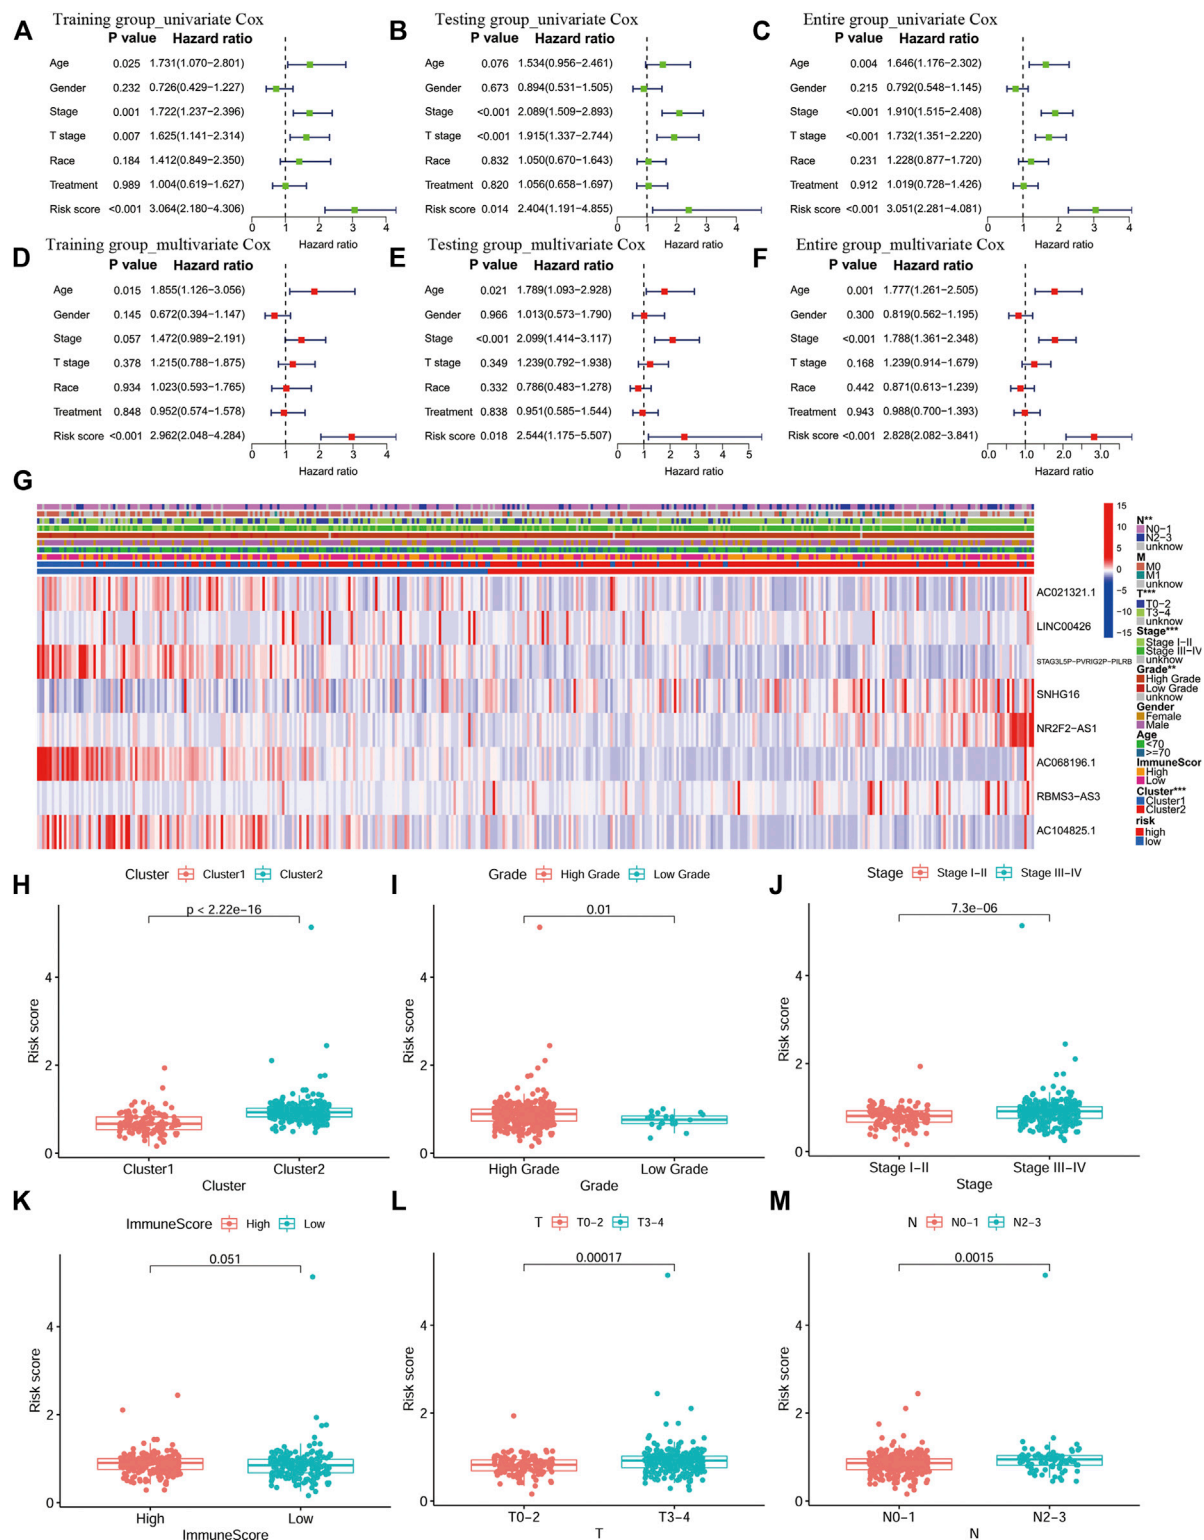 A Training group_univariate Cox
P value Hazard ratio
Age 0.025 1.731(1.070−2.801)
Gender 0.232 0.726(0.429−1.227)
Stage 0.001 1.722(1.237−2.396)
T stage 0.007 1.625(1.141−2.314)
Race 0.184 1.412(0.849−2.350)
Treatment 0.989 1.004(0.619−1.627)
Risk score <0.001 3.064(2.180−4.306)
0 1 2 3 4
Hazard ratio
B Testing group_univariate Cox
P value Hazard ratio
Age 0.076 1.534(0.956−2.461)
Gender 0.673 0.894(0.531−1.505)
Stage <0.001 2.089(1.509−2.893)
T stage <0.001 1.915(1.337−2.744)
Race 0.832 1.050(0.670−1.643)
Treatment 0.820 1.056(0.658−1.697)
Risk score 0.014 2.404(1.191−4.855)
0 1 2 3 4
Hazard ratio
C Entire group_univariate Cox
P value Hazard ratio
Age 0.004 1.646(1.176−2.302)
Gender 0.215 0.792(0.548−1.145)
Stage <0.001 1.910(1.515−2.408)
T stage <0.001 1.732(1.351−2.220)
Race 0.231 1.228(0.877−1.720)
Treatment 0.912 1.019(0.728−1.426)
Risk score <0.001 3.051(2.281−4.081)
0 1 2 3 4
Hazard ratio
D Training group_multivariate Cox
P value Hazard ratio
Age 0.015 1.855(1.126−3.056)
Gender 0.145 0.672(0.394−1.147)
Stage 0.057 1.472(0.989−2.191)
T stage 0.378 1.215(0.788−1.875)
Race 0.934 1.023(0.593−1.765)
Treatment 0.848 0.952(0.574−1.578)
Risk score <0.001 2.962(2.048−4.284)
0 1 2 3 4
Hazard ratio
E Testing group_multivariate Cox
P value Hazard ratio
Age 0.021 1.789(1.093−2.928)
Gender 0.966 1.013(0.573−1.790)
Stage <0.001 2.099(1.414−3.117)
T stage 0.349 1.239(0.792−1.938)
Race 0.332 0.786(0.483−1.278)
Treatment 0.838 0.951(0.585−1.544)
Risk score 0.018 2.544(1.175−5.507)
0 1 2 3 4 5
Hazard ratio
F Entire group_multivariate Cox
P value Hazard ratio
Age 0.001 1.777(1.261−2.505)
Gender 0.300 0.819(0.562−1.195)
Stage <0.001 1.788(1.361−2.348)
T stage 0.168 1.239(0.914−1.679)
Race 0.442 0.871(0.613−1.239)
Treatment 0.943 0.988(0.700−1.393)
Risk score <0.001 2.828(2.082−3.841)
0.0 1.0 2.0 3.0
Hazard ratio
G
AC021321.1
LINC00426
STAG3L5P−PVRIG2P−PILRB
SNHG16
NR2F2−AS1
AC068196.1
RBMS3−AS3
AC104825.1
15
10
5
0
−5
−10
−15
N**
N0−1
N2−3
unknow
M
M0
M1
unknow
T***
T0−2
T3−4
unknow
Stage***
Stage I−II
Stage III−IV
unknow
Grade**
High Grade
Low Grade
unknow
Gender
Female
Male
Age
<70
>=70
ImmuneScor
High
Low
Cluster***
Cluster1
Cluster2
risk
high
low
H Cluster Cluster1 Cluster2
p < 2.22e−16
Risk score
4
2
0
Cluster1 Cluster2
Cluster
I Grade High Grade Low Grade
0.01
Risk score
4
2
0
High Grade Low Grade
Grade
J Stage Stage I−II Stage III−IV
7.3e−06
Risk score
4
2
0
Stage I−II Stage III−IV
Stage
K ImmuneScore High Low
0.051
Risk score
4
2
0
High Low
ImmuneScore
L T T0−2 T3−4
0.00017
Risk score
4
2
0
T0−2 T3−4
T
M N N0−1 N2−3
0.0015
Risk score
4
2
0
N0−1 N2−3
N